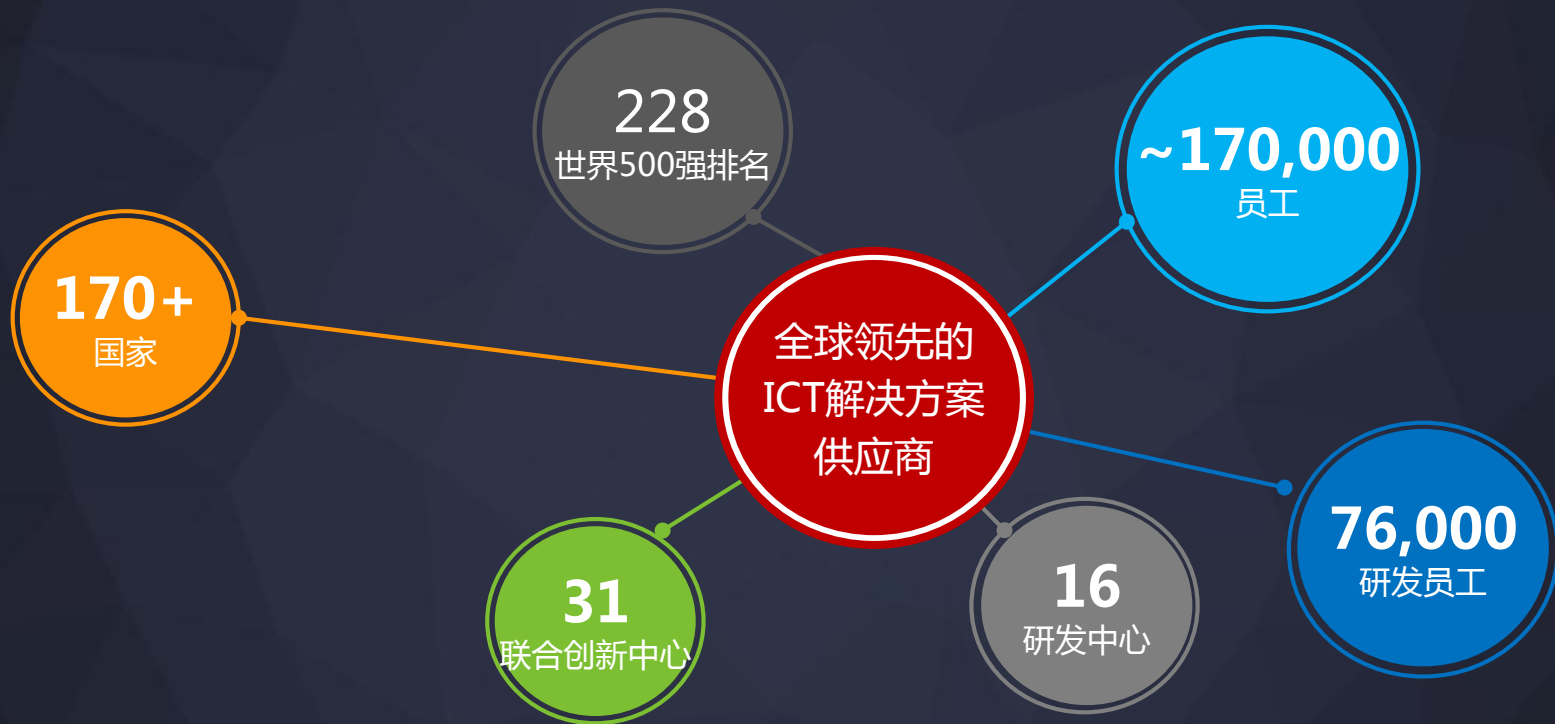 228
世界500强排名
~170,000
员工
170+
国家
全球领先的
ICT解决方案
供应商
76,000
研发员工
31
联合创新中心
16
研发中心